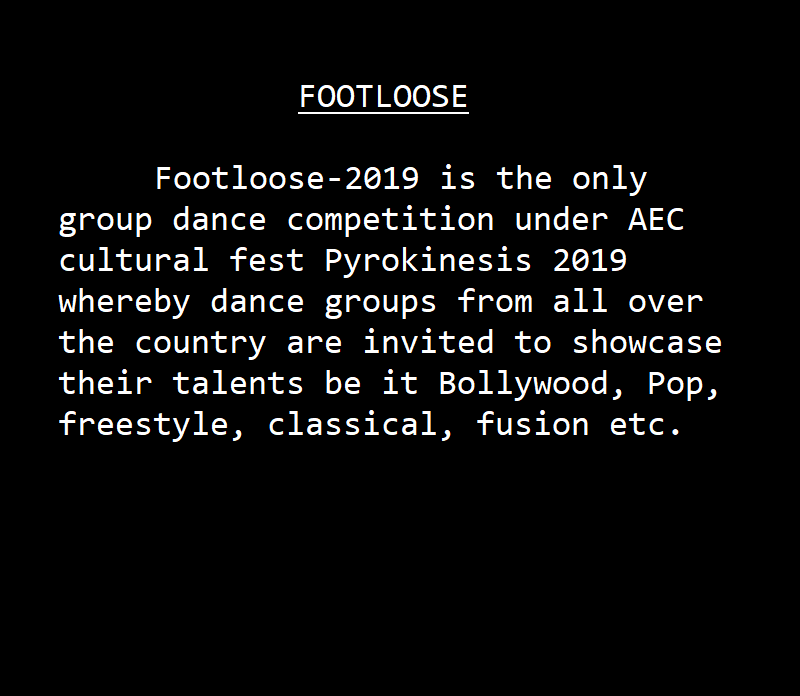 FOOTLOOSE
Footloose-2019 is the only
group dance competition under AEC
cultural fest Pyrokinesis 2019
whereby dance groups from all over
the country are invited to showcase
their talents be it Bollywood, Pop,
freestyle, classical, fusion etc.